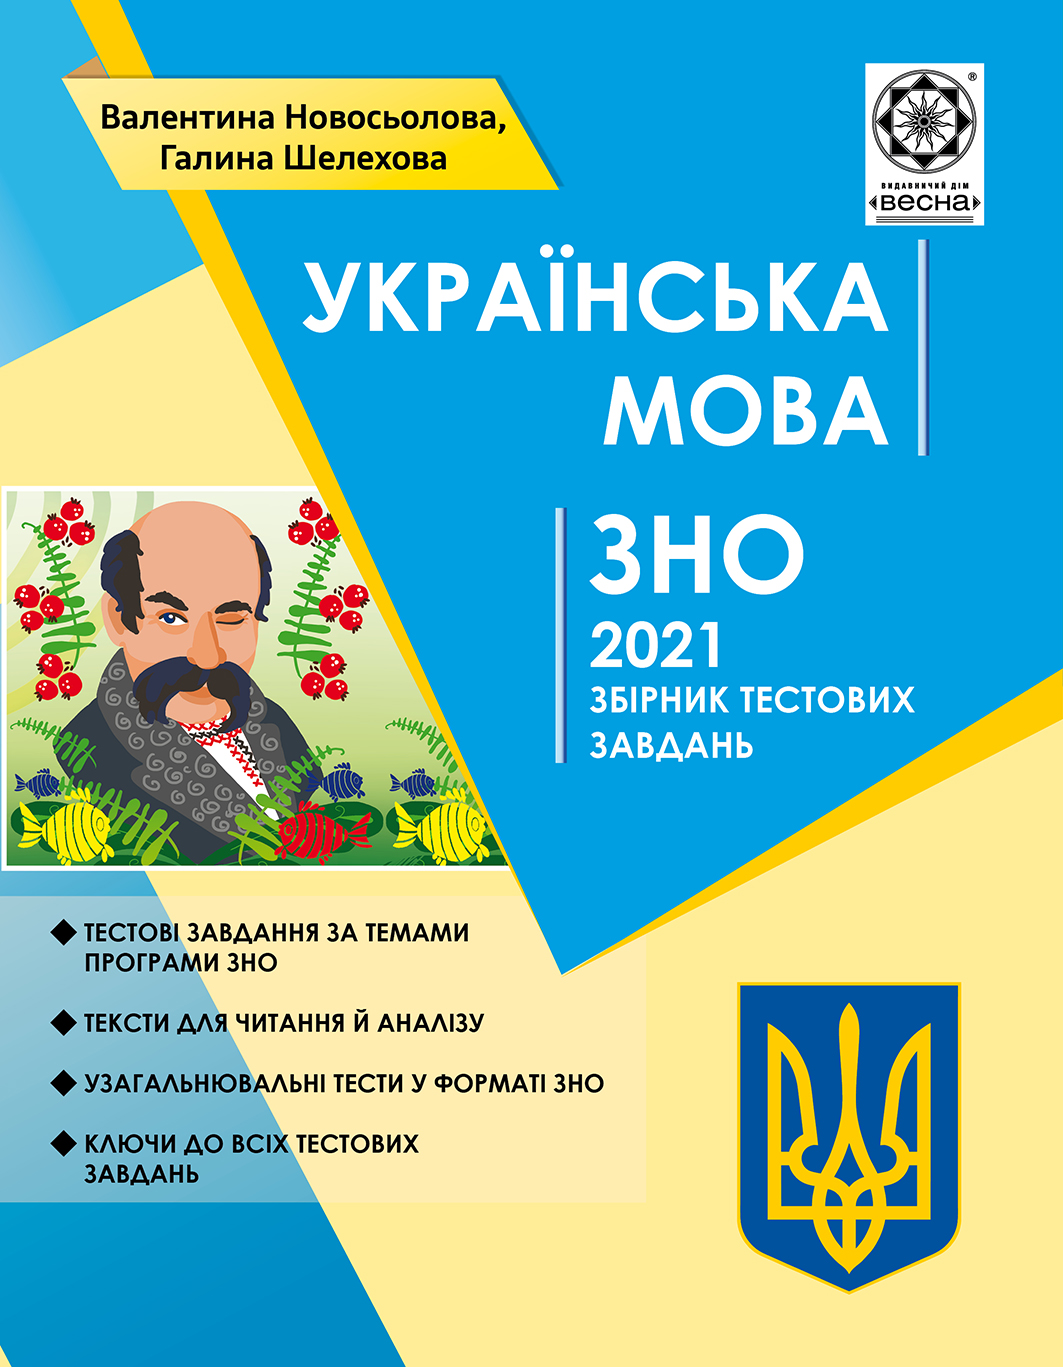 Валентина Новосьолова,
Галина Шелехова
®
ВИДАВНИЧИЙ ДІМ
«ВЕСНА»
УКРАЇНСЬКА
МОВА
ЗНО
2021
ЗБІРНИК ТЕСТОВИХ
ЗАВДАНЬ
ТЕСТОВІ ЗАВДАННЯ ЗА ТЕМАМИ
ПРОГРАМИ ЗНО
ТЕКСТИ ДЛЯ ЧИТАННЯ Й АНАЛІЗУ
УЗАГАЛЬНЮВАЛЬНІ ТЕСТИ У ФОРМАТІ ЗНО
КЛЮЧИ ДО ВСІХ ТЕСТОВИХ
ЗАВДАНЬ